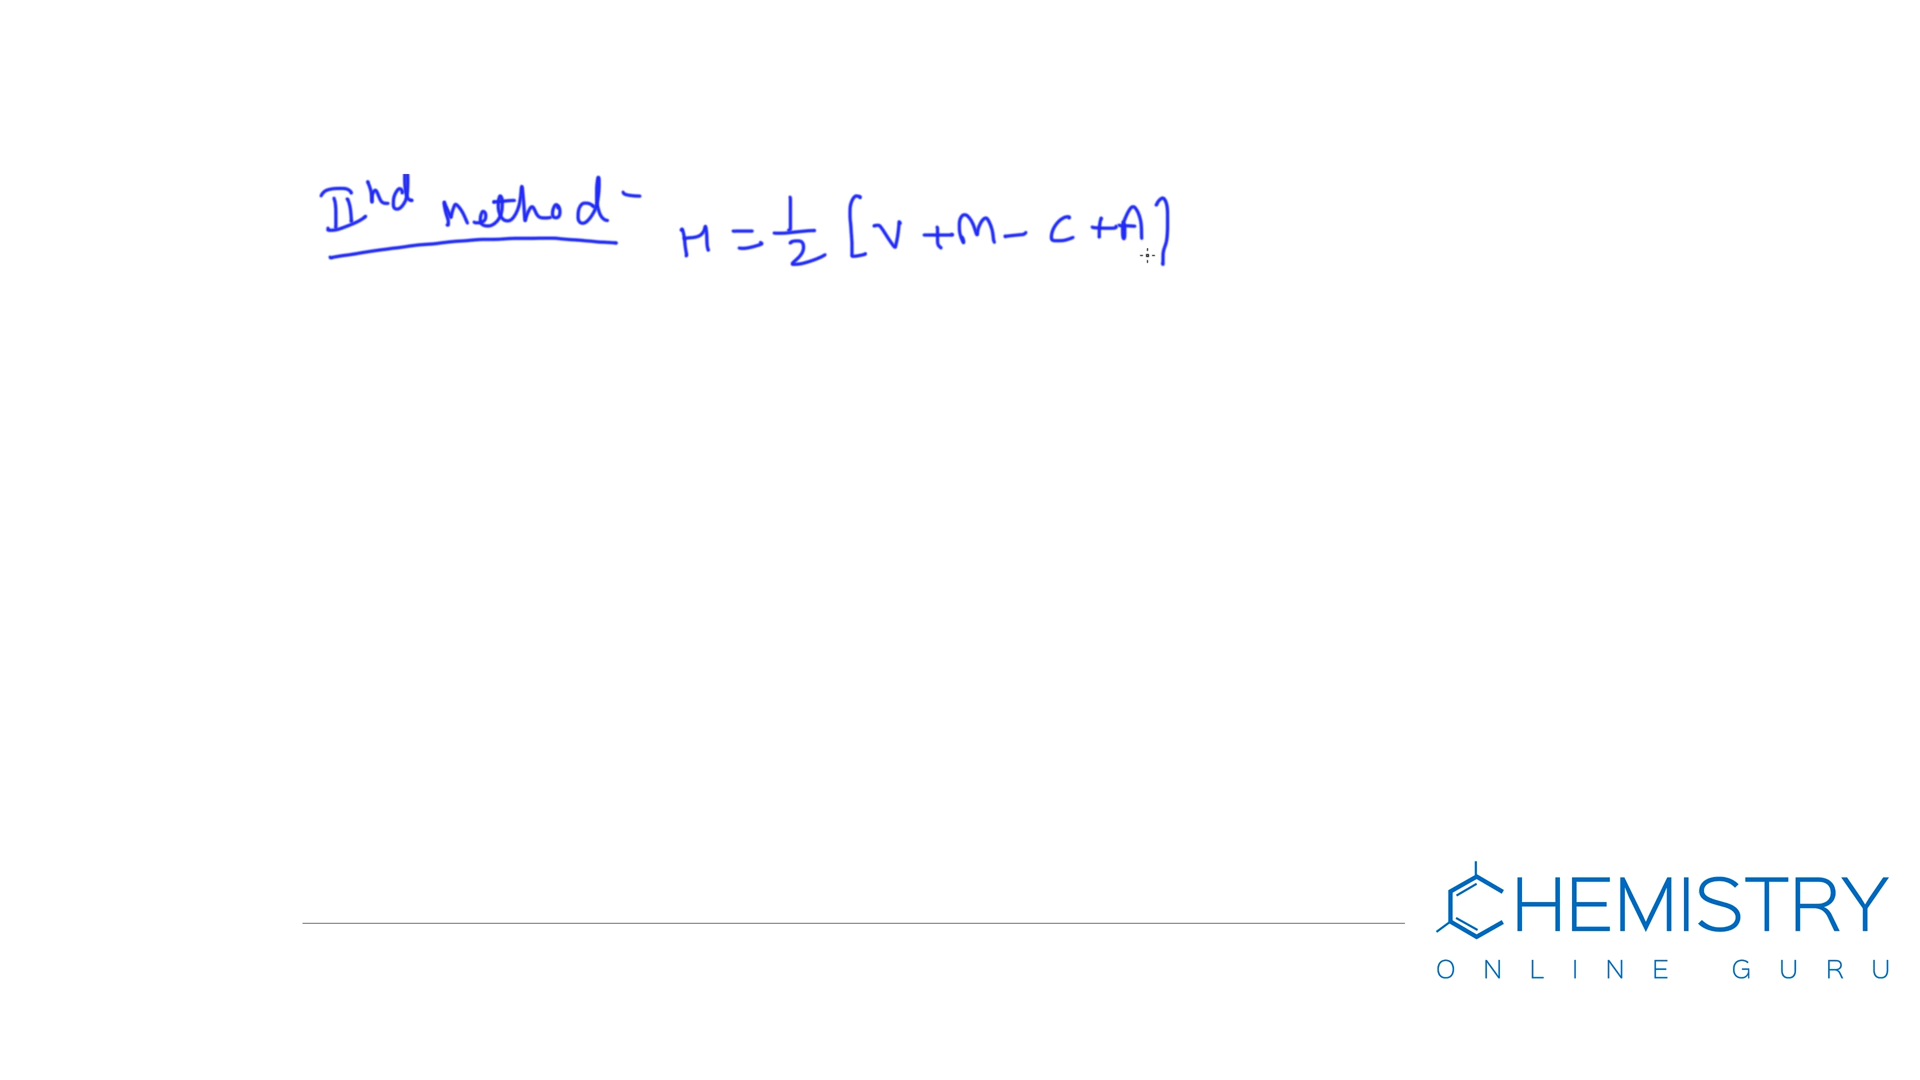 IInd method - H = 1/2 [V + M - C + A]
CHEMISTRY
ONLINE GURU